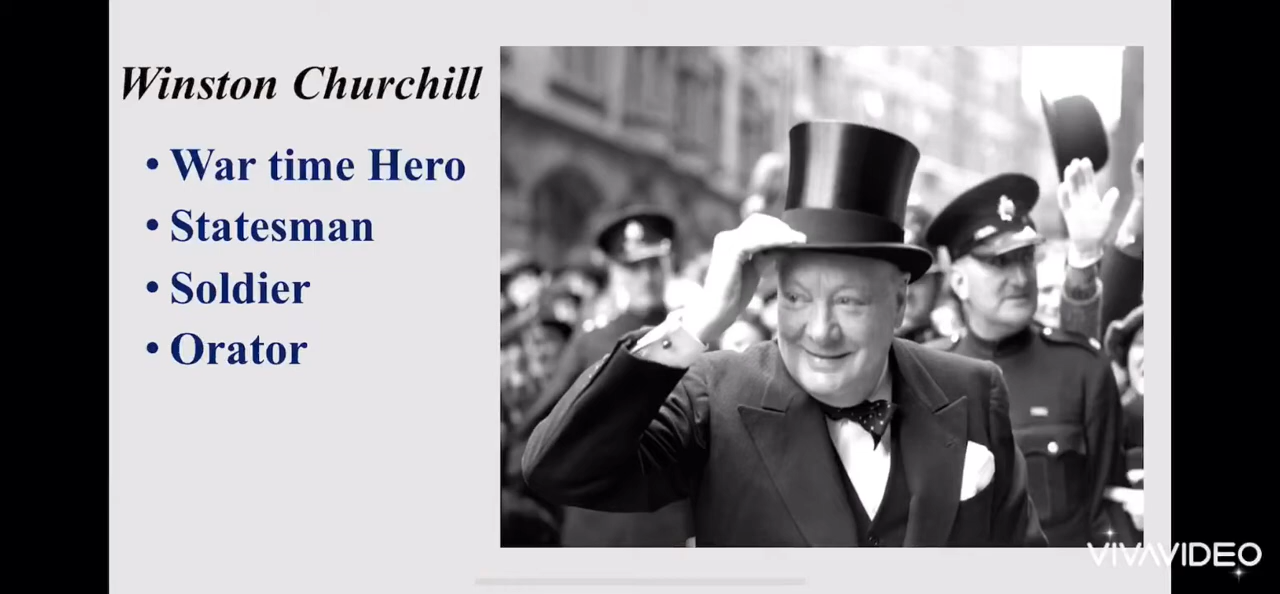 Winston Churchill
• War time Hero
• Statesman
• Soldier
• Orator
VIVAVIDEO